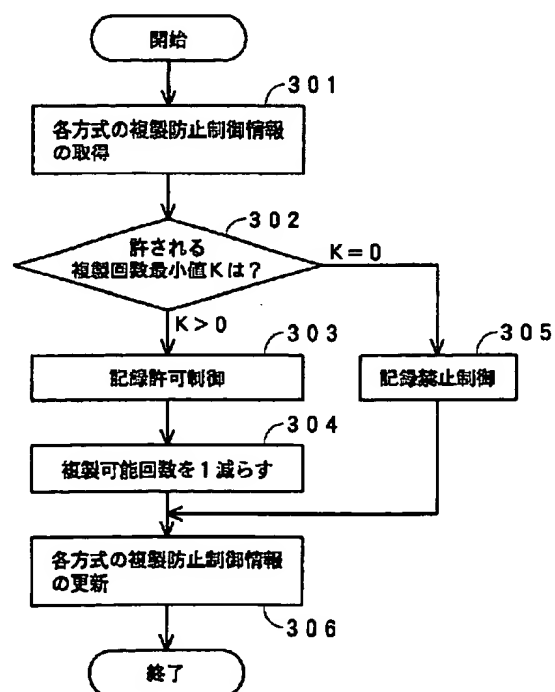 開始
301
各方式の複製防止制御情報
の取得
302
許される
複製回数最小値Kは？
K=0
K>0
303
記録許可制御
305
記録禁止制御
304
複製可能回数を1減らす
各方式の複製防止制御情報
の更新
306
終了